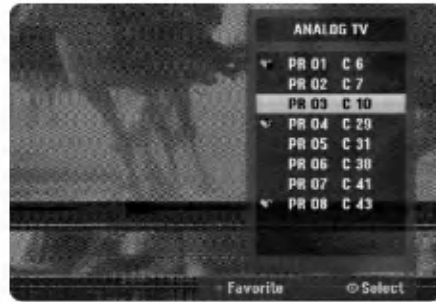 ANALOG TV
PR 01 C 6
PR 02 C 7
PR 03 C 10
PR 04 C 29
PR 05 C 31
PR 06 C 38
PR 07 C 41
PR 08 C 43
Favorite Select